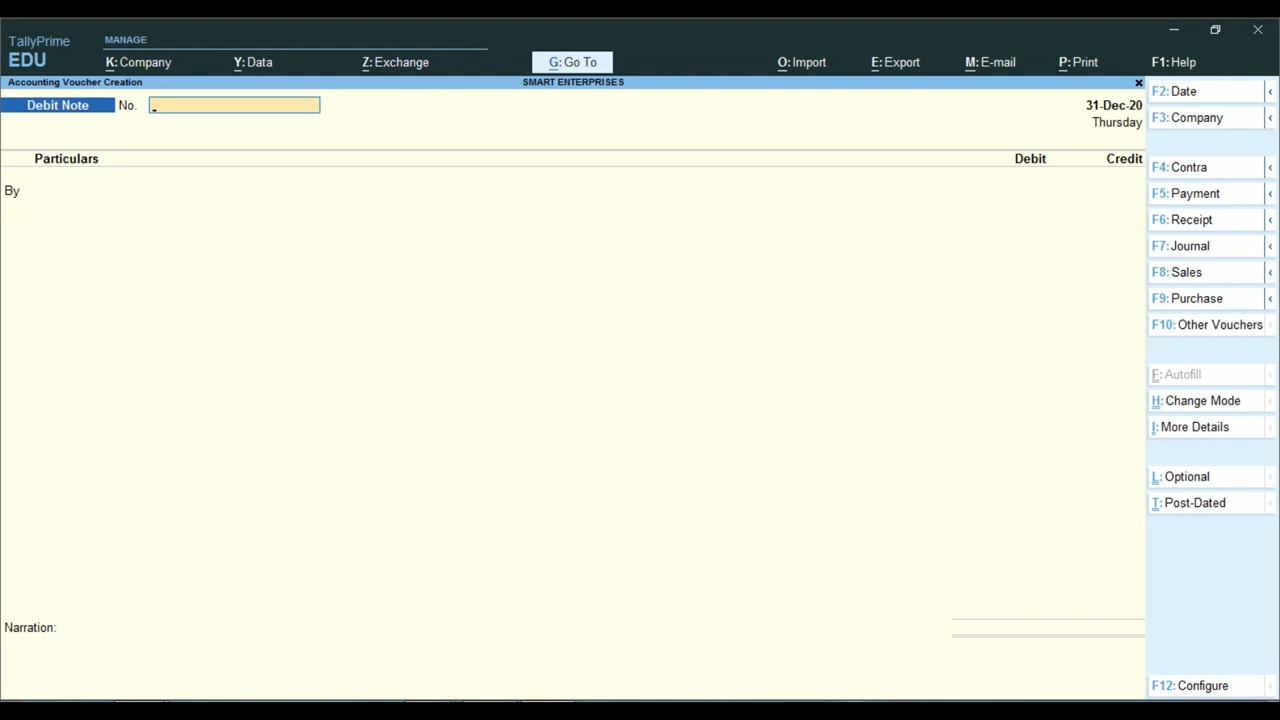 TallyPrime
EDU
MANAGE
K: Company
Y: Data
Z: Exchange
G: Go To
O: Import
E: Export
M: E-mail
P: Print
F1: Help
Accounting Voucher Creation
SMART ENTERPRISES
Debit Note No.
31-Dec-20
Thursday
Particulars Debit Credit
By
Narration:
F2: Date
F3: Company
F4: Contra
F5: Payment
F6: Receipt
F7: Journal
F8: Sales
F9: Purchase
F10: Other Vouchers
F: Autofill
H: Change Mode
I: More Details
L: Optional
T: Post-Dated
F12: Configure